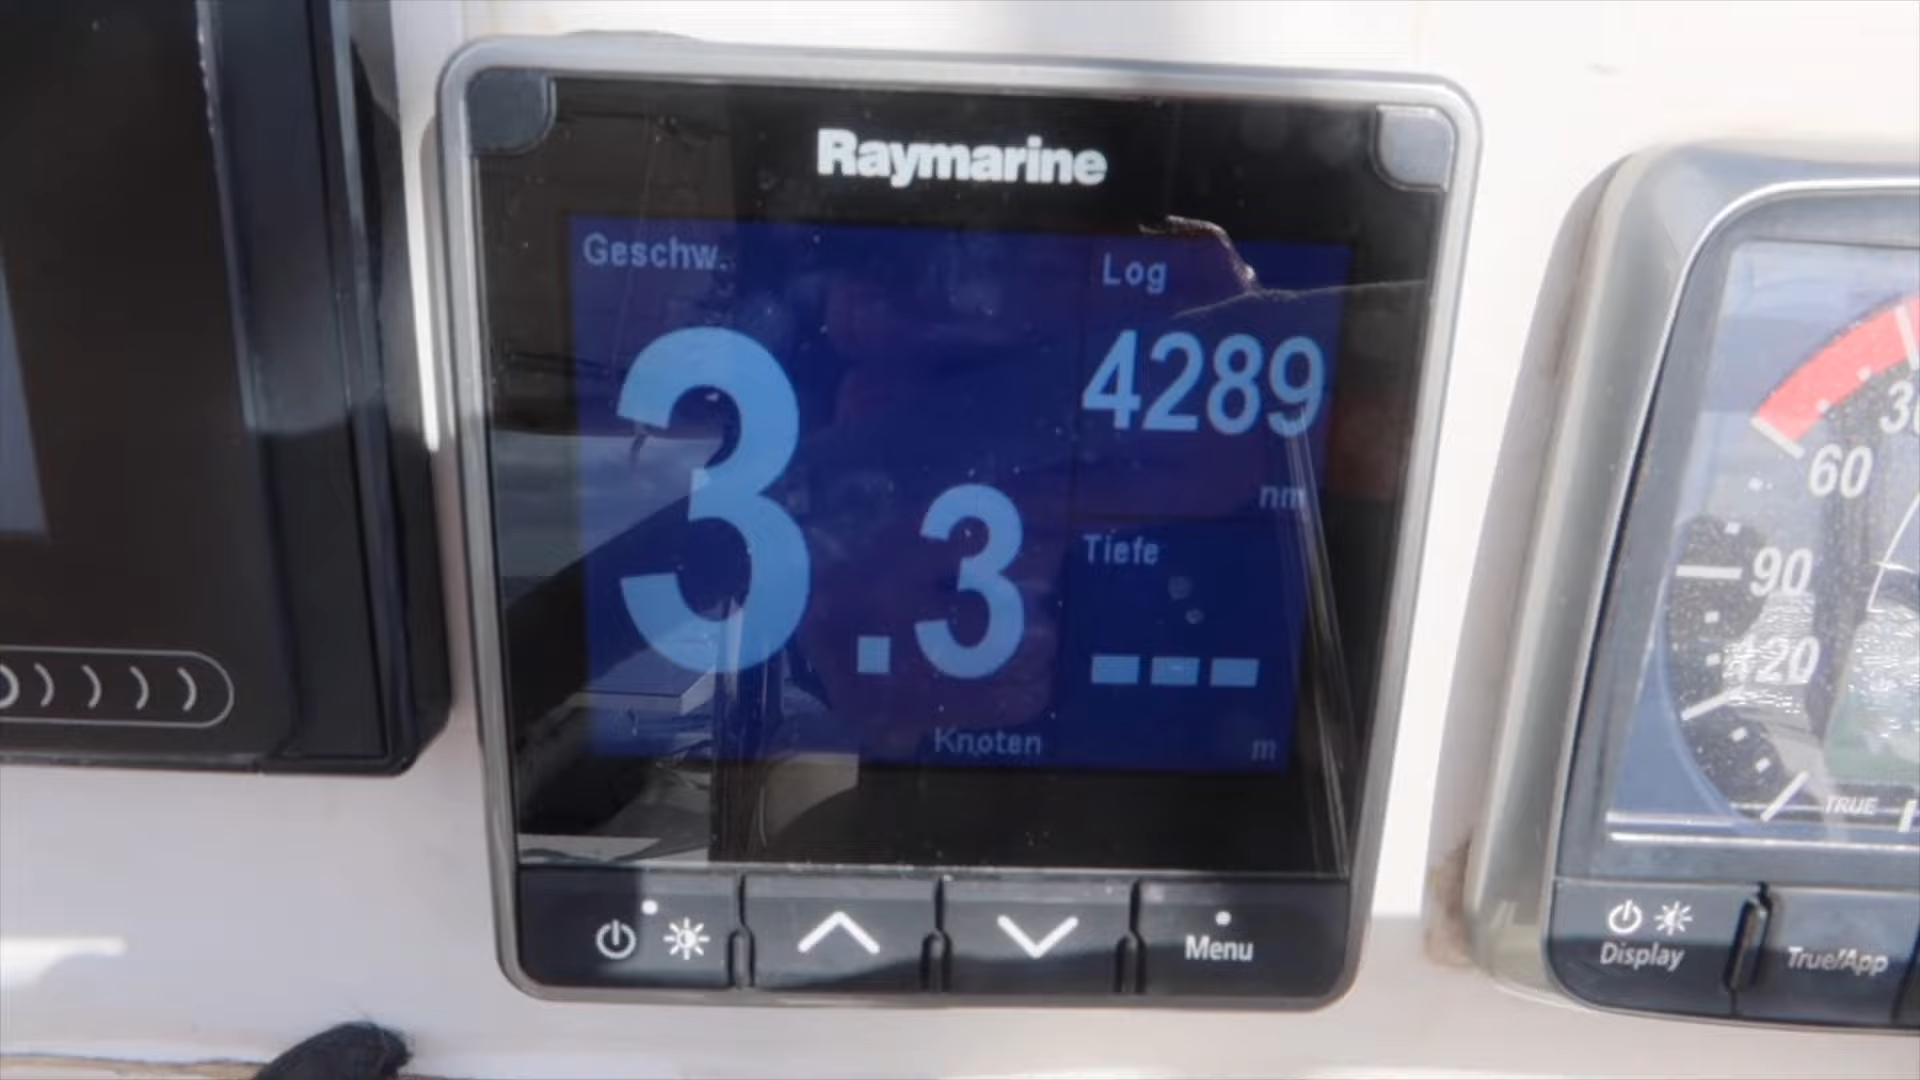 Raymarine
Geschw.
Log
3.3
4289
nm
Tiefe
---
Knoten
m
Menu
60
90
120
TRUE
Display
True/App